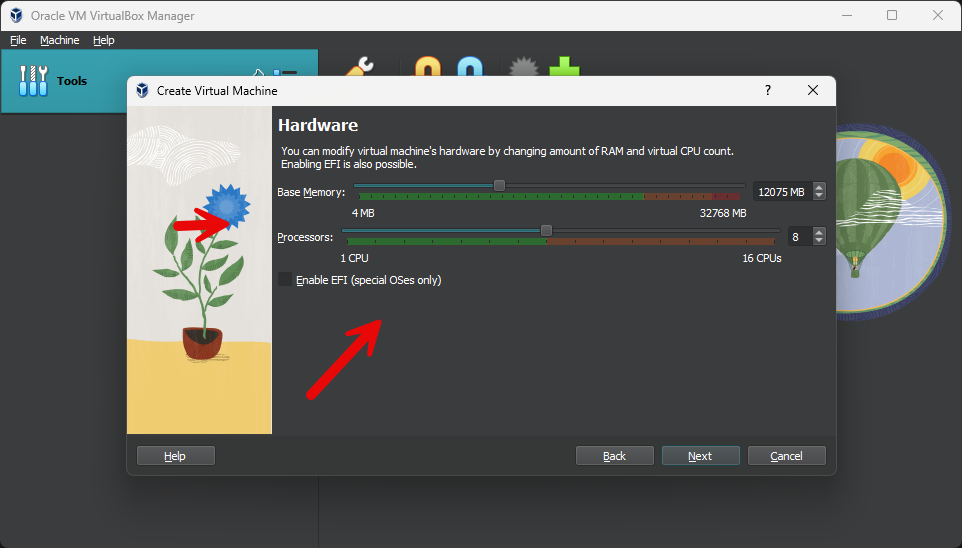 Oracle VM VirtualBox Manager
File Machine Help
Tools
Create Virtual Machine ?
Hardware
You can modify virtual machine's hardware by changing amount of RAM and virtual CPU count.
Enabling EFI is also possible.
Base Memory: 12075 MB
4 MB 32768 MB
Processors: 8
1 CPU 16 CPUs
Enable EFI (special OSes only)
Help Back Next Cancel